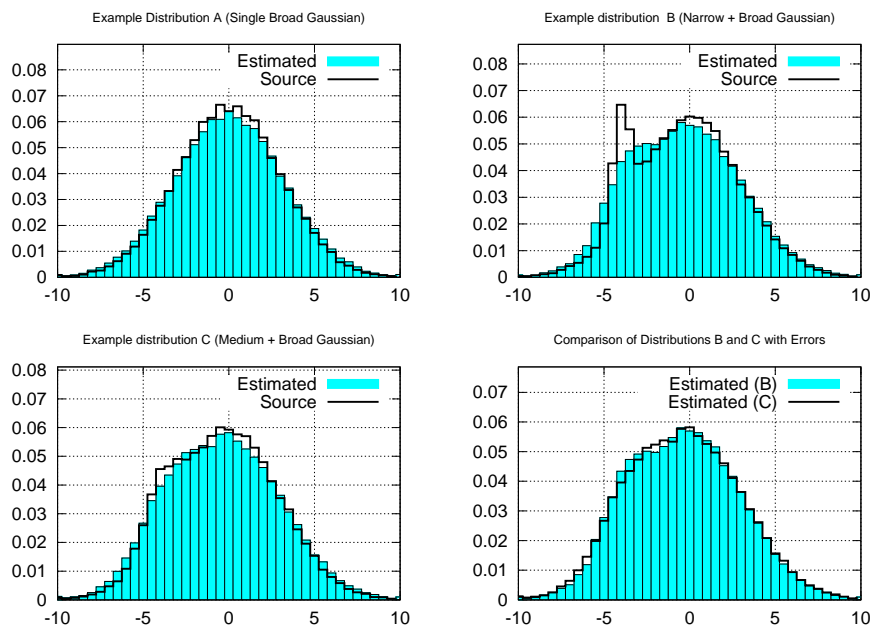 Example Distribution A (Single Broad Gaussian)
0.08
0.07
0.06
0.05
0.04
0.03
0.02
0.01
0
-10 -5 0 5 10
Estimated
Source
Example distribution B (Narrow + Broad Gaussian)
0.08
0.07
0.06
0.05
0.04
0.03
0.02
0.01
0
-10 -5 0 5 10
Estimated
Source
Example distribution C (Medium + Broad Gaussian)
0.08
0.07
0.06
0.05
0.04
0.03
0.02
0.01
0
-10 -5 0 5 10
Estimated
Source
Comparison of Distributions B and C with Errors
0.07
0.06
0.05
0.04
0.03
0.02
0.01
0
-10 -5 0 5 10
Estimated (B)
Estimated (C)